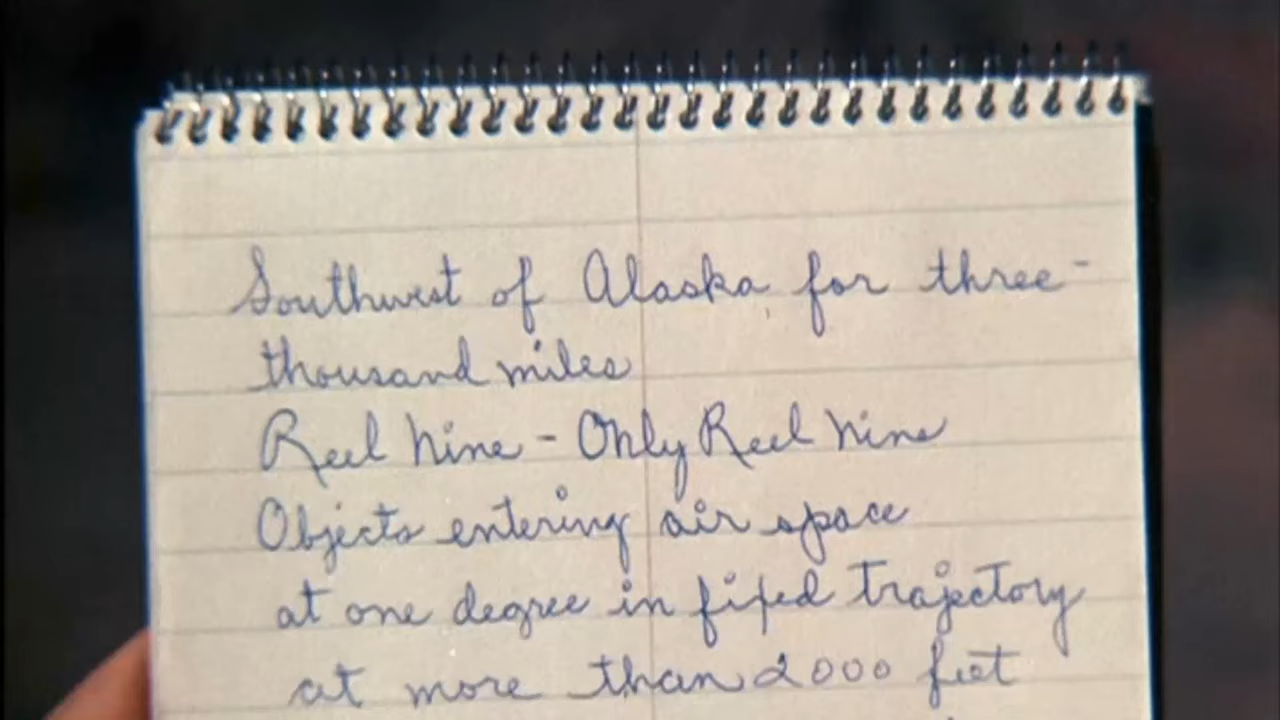 Southwest of Alaska for three-
thousand miles
Reel Nine - Only Reel Nine
Objects entering air space
at one degree in fixed trajectory
at more than 2000 feet